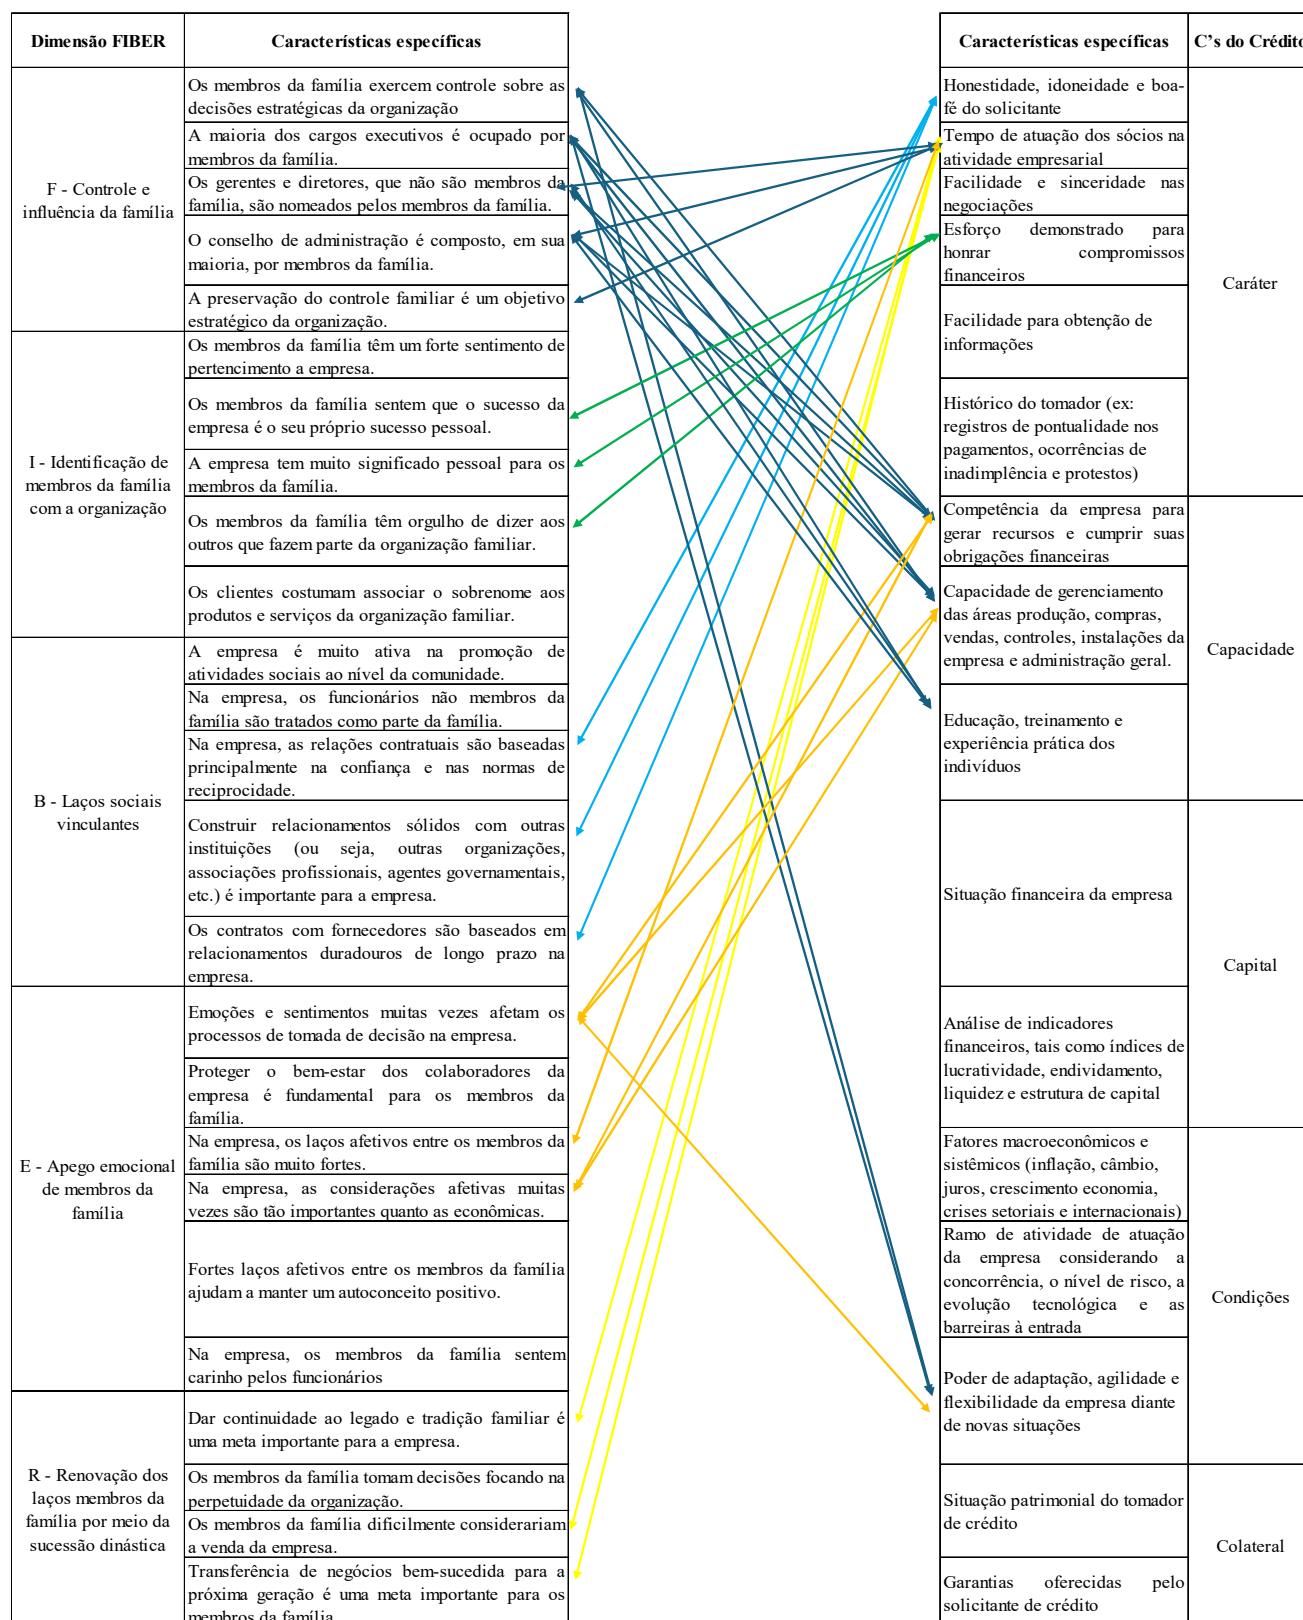 Dimensão FIBER
Características específicas
F - Controle e
influência da família
Os membros da família exercem controle sobre as
decisões estratégicas da organização
A maioria dos cargos executivos é ocupado por
membros da família.
Os gerentes e diretores, que não são membros da
família, são nomeados pelos membros da família.
O conselho de administração é composto, em sua
maioria, por membros da família.
A preservação do controle familiar é um objetivo
estratégico da organização.
I - Identificação de
membros da família
com a organização
Os membros da família têm um forte sentimento de
pertencimento a empresa.
Os membros da família sentem que o sucesso da
empresa é o seu próprio sucesso pessoal.
A empresa tem muito significado pessoal para os
membros da família.
Os membros da família têm orgulho de dizer aos
outros que fazem parte da organização familiar.
Os clientes costumam associar o sobrenome aos
produtos e serviços da organização familiar.
B - Laços sociais
vinculantes
A empresa é muito ativa na promoção de
atividades sociais ao nível da comunidade.
Na empresa, os funcionários não membros da
família são tratados como parte da família.
Na empresa, as relações contratuais são baseadas
principalmente na confiança e nas normas de
reciprocidade.
Construir relacionamentos sólidos com outras
instituições (ou seja, outras organizações,
associações profissionais, agentes governamentais,
etc.) é importante para a empresa.
Os contratos com fornecedores são baseados em
relacionamentos duradouros de longo prazo na
empresa.
E - Apego emocional
de membros da
família
Emoções e sentimentos muitas vezes afetam os
processos de tomada de decisão na empresa.
Proteger o bem-estar dos colaboradores da
empresa é fundamental para os membros da
família.
Na empresa, os laços afetivos entre os membros da
família são muito fortes.
Na empresa, as considerações afetivas muitas
vezes são tão importantes quanto as econômicas.
Fortes laços afetivos entre os membros da família
ajudam a manter um autoconceito positivo.
Na empresa, os membros da família sentem
carinho pelos funcionários
R - Renovação dos
laços membros da
família por meio da
sucessão dinástica
Dar continuidade ao legado e tradição familiar é
uma meta importante para a empresa.
Os membros da família tomam decisões focando na
perpetuidade da organização.
Os membros da família dificilmente considerariam
a venda da empresa.
Transferência de negócios bem-sucedida para a
próxima geração é uma meta importante para os
membros da família
Características específicas
C's do Crédito
Honestidade, idoneidade e boa-
fé do solicitante
Tempo de atuação dos sócios na
atividade empresarial
Facilidade e sinceridade nas
negociações
Esforço demonstrado para
honrar compromissos
financeiros
Facilidade para obtenção de
informações
Histórico do tomador (ex:
registros de pontualidade nos
pagamentos, ocorrências de
inadimplência e protestos)
Caráter
Competência da empresa para
gerar recursos e cumprir suas
obrigações financeiras
Capacidade de gerenciamento
das áreas produção, compras,
vendas, controles, instalações da
empresa e administração geral.
Educação, treinamento e
experiência prática dos
indivíduos
Capacidade
Situação financeira da empresa
Análise de indicadores
financeiros, tais como índices de
lucratividade, endividamento,
liquidez e estrutura de capital
Capital
Fatores macroeconômicos e
sistêmicos (inflação, câmbio,
juros, crescimento economia,
crises setoriais e internacionais)
Ramo de atividade de atuação
da empresa considerando a
concorrência, o nível de risco, a
evolução tecnológica e as
barreiras à entrada
Poder de adaptação, agilidade e
flexibilidade da empresa diante
de novas situações
Condições
Situação patrimonial do tomador
de crédito
Garantias oferecidas pelo
solicitante de crédito
Colateral